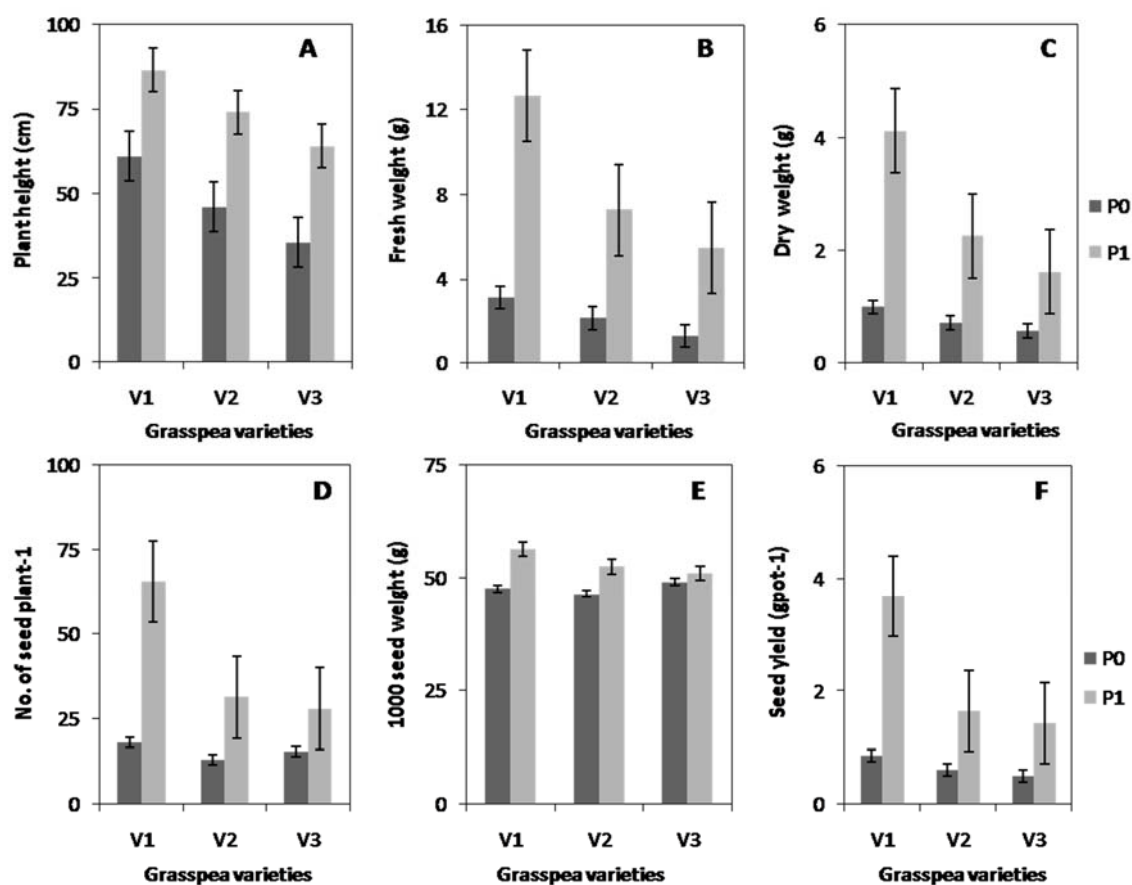 A
Plant height (cm)
100
75
50
25
0
V1 V2 V3
Grasspea varieties
B
Fresh weight (g)
16
12
8
4
0
V1 V2 V3
Grasspea varieties
C
Dry weight (g)
6
4
2
0
V1 V2 V3
Grasspea varieties
P0
P1
D
No. of seed plant-1
100
75
50
25
0
V1 V2 V3
Grasspea varieties
E
1000 seed weight (g)
75
50
25
0
V1 V2 V3
Grasspea varieties
F
Seed yield (gpot-1)
6
4
2
0
V1 V2 V3
Grasspea varieties
P0
P1